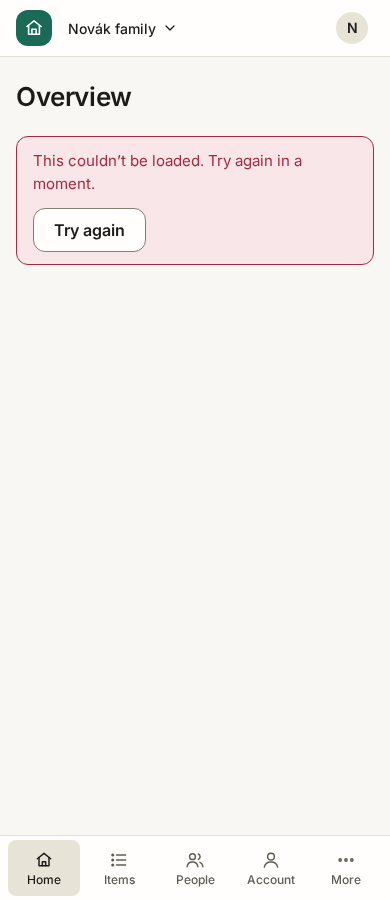 Novák family
N
Overview
This couldn’t be loaded. Try again in a
moment.
Try again
Home
Items
People
Account
More